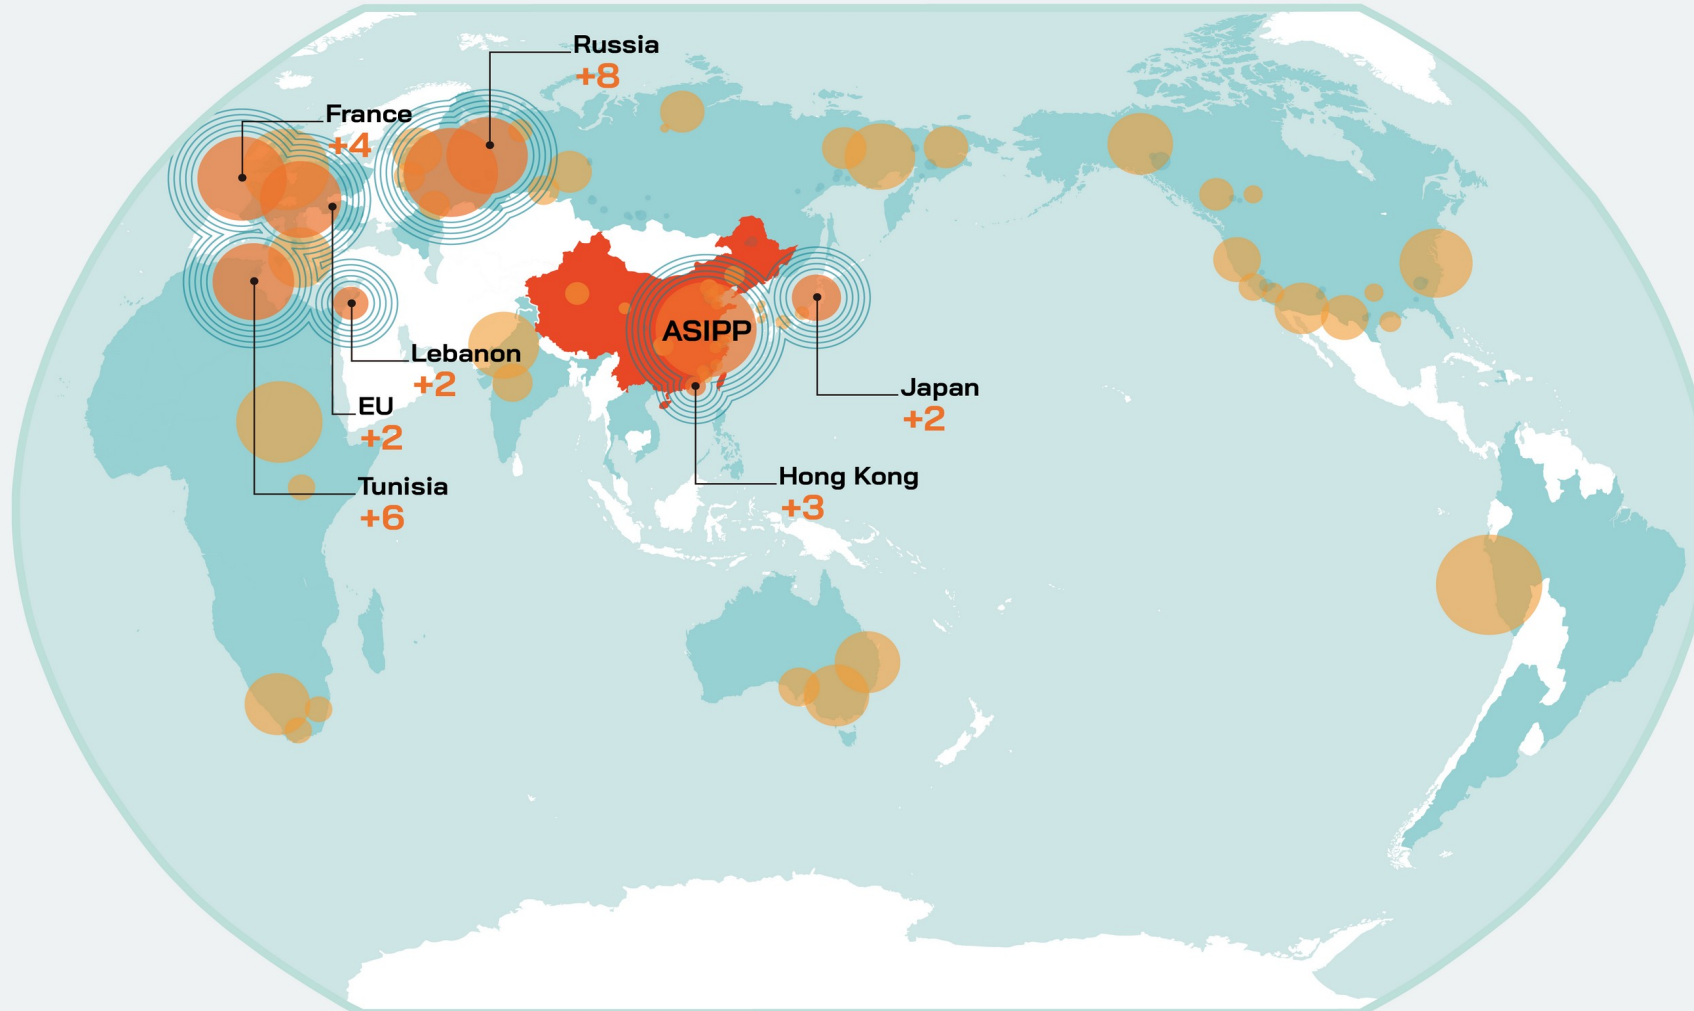 Russia
+8
France
+4
ASIPP
Lebanon
+2
Japan
+2
EU
+2
Hong Kong
+3
Tunisia
+6